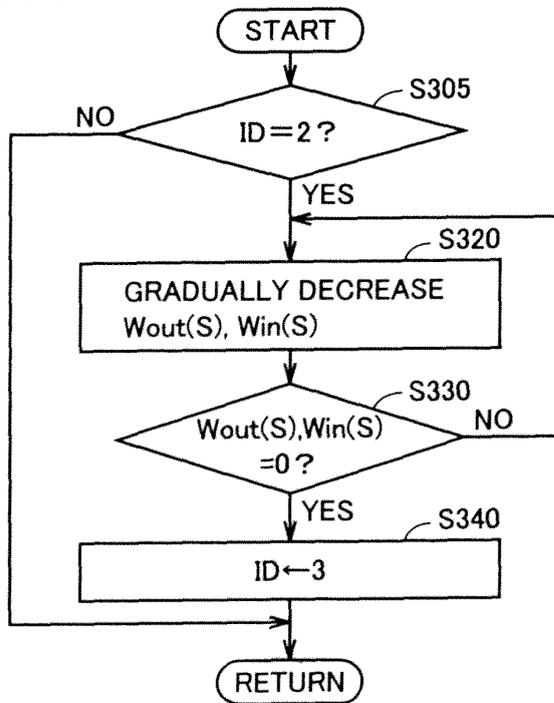 START
S305
NO
ID=2?
YES
S320
GRADUALLY DECREASE
Wout(S), Win(S)
S330
Wout(S),Win(S)
=0?
NO
YES
S340
ID←3
RETURN